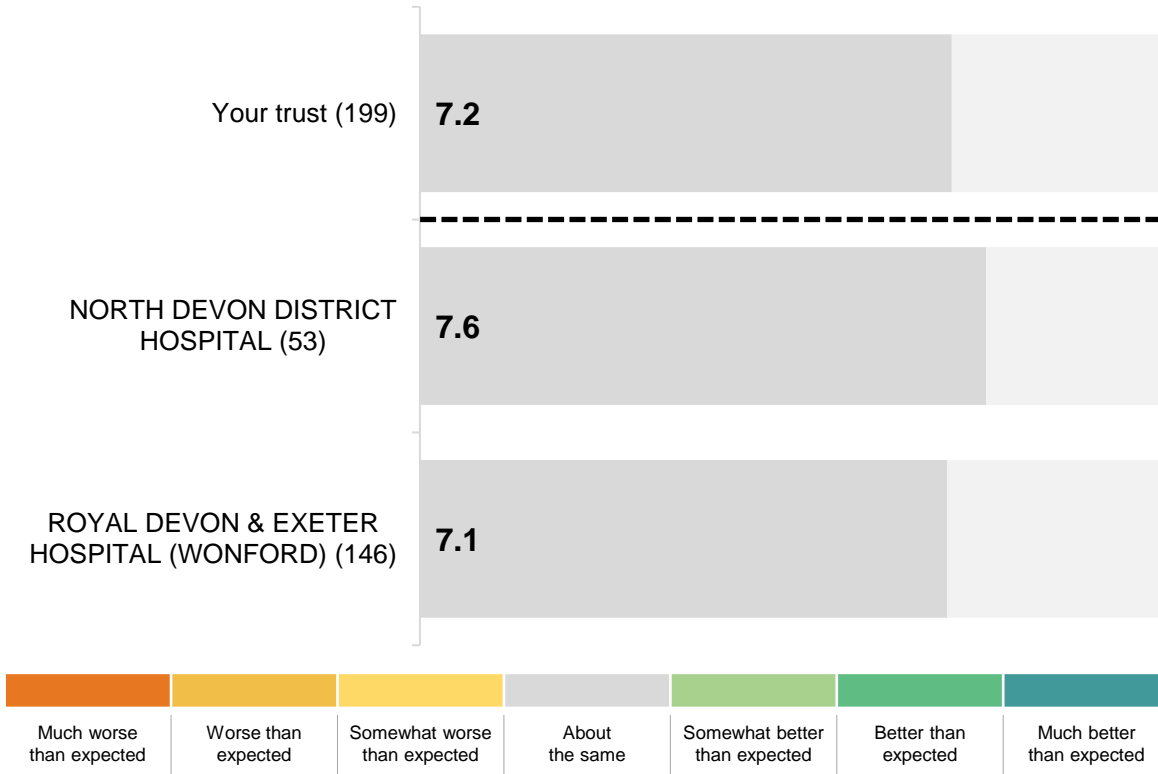 Your trust (199)
7.2
NORTH DEVON DISTRICT
HOSPITAL (53)
7.6
ROYAL DEVON & EXETER
HOSPITAL (WONFORD) (146)
7.1
Much worse
than expected
Worse than
expected
Somewhat worse
than expected
About
the same
Somewhat better
than expected
Better than
expected
Much better
than expected